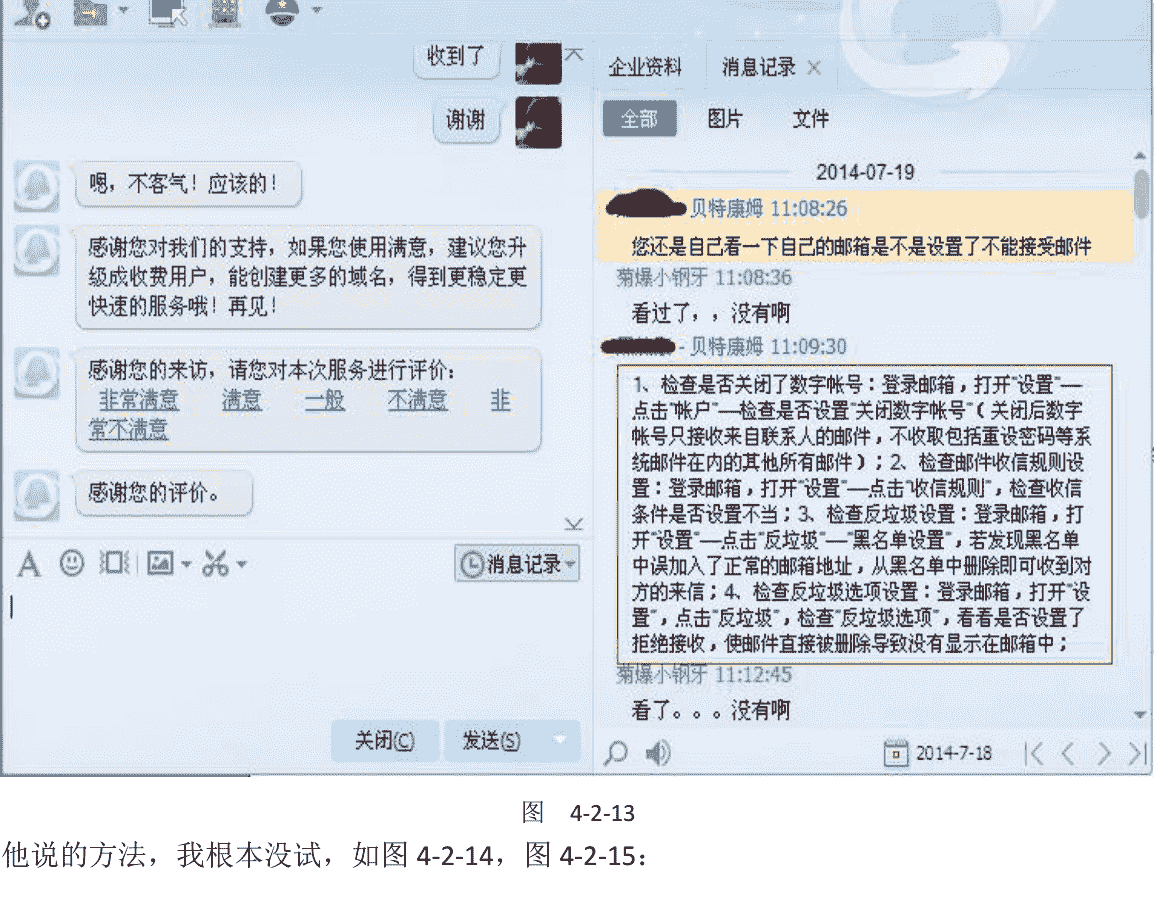 收到了
谢谢
嗯，不客气！应该的！
感谢您对我们的支持，如果您使用满意，建议您升
级成收费用户，能创建更多的域名，得到更稳定更
快速的服务哦！再见！
感谢您的来访，请您对本次服务进行评价：
非常满意 满意 一般 不满意 非
常不满意
感谢您的评价。
A 消息记录
关闭(C) 发送(S)
企业资料 消息记录 ×
全部 图片 文件
2014-07-19
贝特康姆 11:08:26
您还是自己看一下自己的邮箱是不是设置了不能接受邮件
菊爆小钢牙 11:08:36
看过了，，没有啊
- 贝特康姆 11:09:30
1、检查是否关闭了数字帐号：登录邮箱，打开"设置"—
点击"帐户"—检查是否设置"关闭数字帐号"（关闭后数字
帐号只接收来自联系人的邮件，不收取包括重设密码等系
统邮件在内的其他所有邮件）；2、检查邮件收信规则设
置：登录邮箱，打开"设置"—点击"收信规则"，检查收信
条件是否设置不当；3、检查反垃圾设置：登录邮箱，打
开"设置"—点击"反垃圾"—"黑名单设置"，若发现黑名单
中误加入了正常的邮箱地址，从黑名单中删除即可收到对
方的来信；4、检查反垃圾选项设置：登录邮箱，打开"设
置"，点击"反垃圾"，检查"反垃圾选项"，看看是否设置了
拒绝接收，使邮件直接被删除导致没有显示在邮箱中；
菊爆小钢牙 11:12:45
看了。。。没有啊
2014-7-18
图 4-2-13
他说的方法，我根本没试，如图 4-2-14，图 4-2-15：